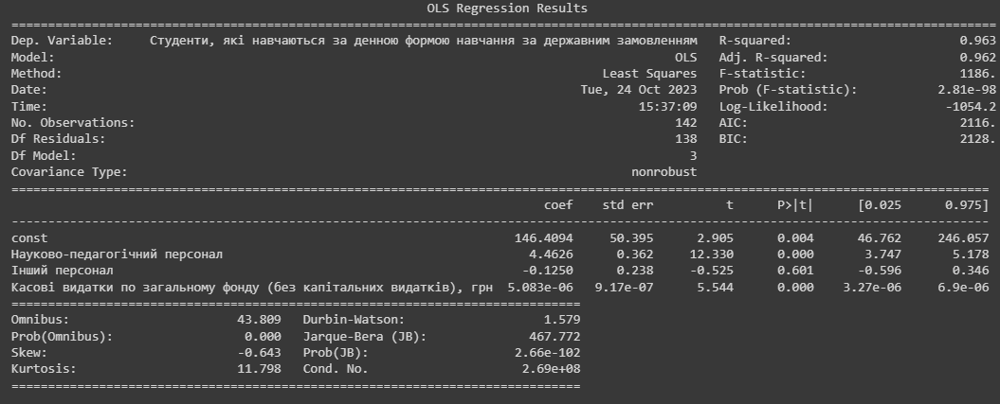 OLS Regression Results
==============================================================================
Dep. Variable: Студенти, які навчаються за денною формою навчання за державним замовленням R-squared: 0.963
Model: OLS Adj. R-squared: 0.962
Method: Least Squares F-statistic: 1186.
Date: Tue, 24 Oct 2023 Prob (F-statistic): 2.81e-98
Time: 15:37:09 Log-Likelihood: -1054.2
No. Observations: 142 AIC: 2116.
Df Residuals: 138 BIC: 2128.
Df Model: 3
Covariance Type: nonrobust
==============================================================================
coef std err t P>|t| [0.025 0.975]
------------------------------------------------------------------------------
const 146.4094 50.395 2.905 0.004 46.762 246.057
Науково-педагогічний персонал 4.4626 0.362 12.330 0.000 3.747 5.178
Інший персонал -0.1250 0.238 -0.525 0.601 -0.596 0.346
Касові видатки по загальному фонду (без капітальних видатків), грн 5.083e-06 9.17e-07 5.544 0.000 3.27e-06 6.9e-06
==============================================================================
Omnibus: 43.809 Durbin-Watson: 1.579
Prob(Omnibus): 0.000 Jarque-Bera (JB): 467.772
Skew: -0.643 Prob(JB): 2.66e-102
Kurtosis: 11.798 Cond. No. 2.69e+08
==============================================================================